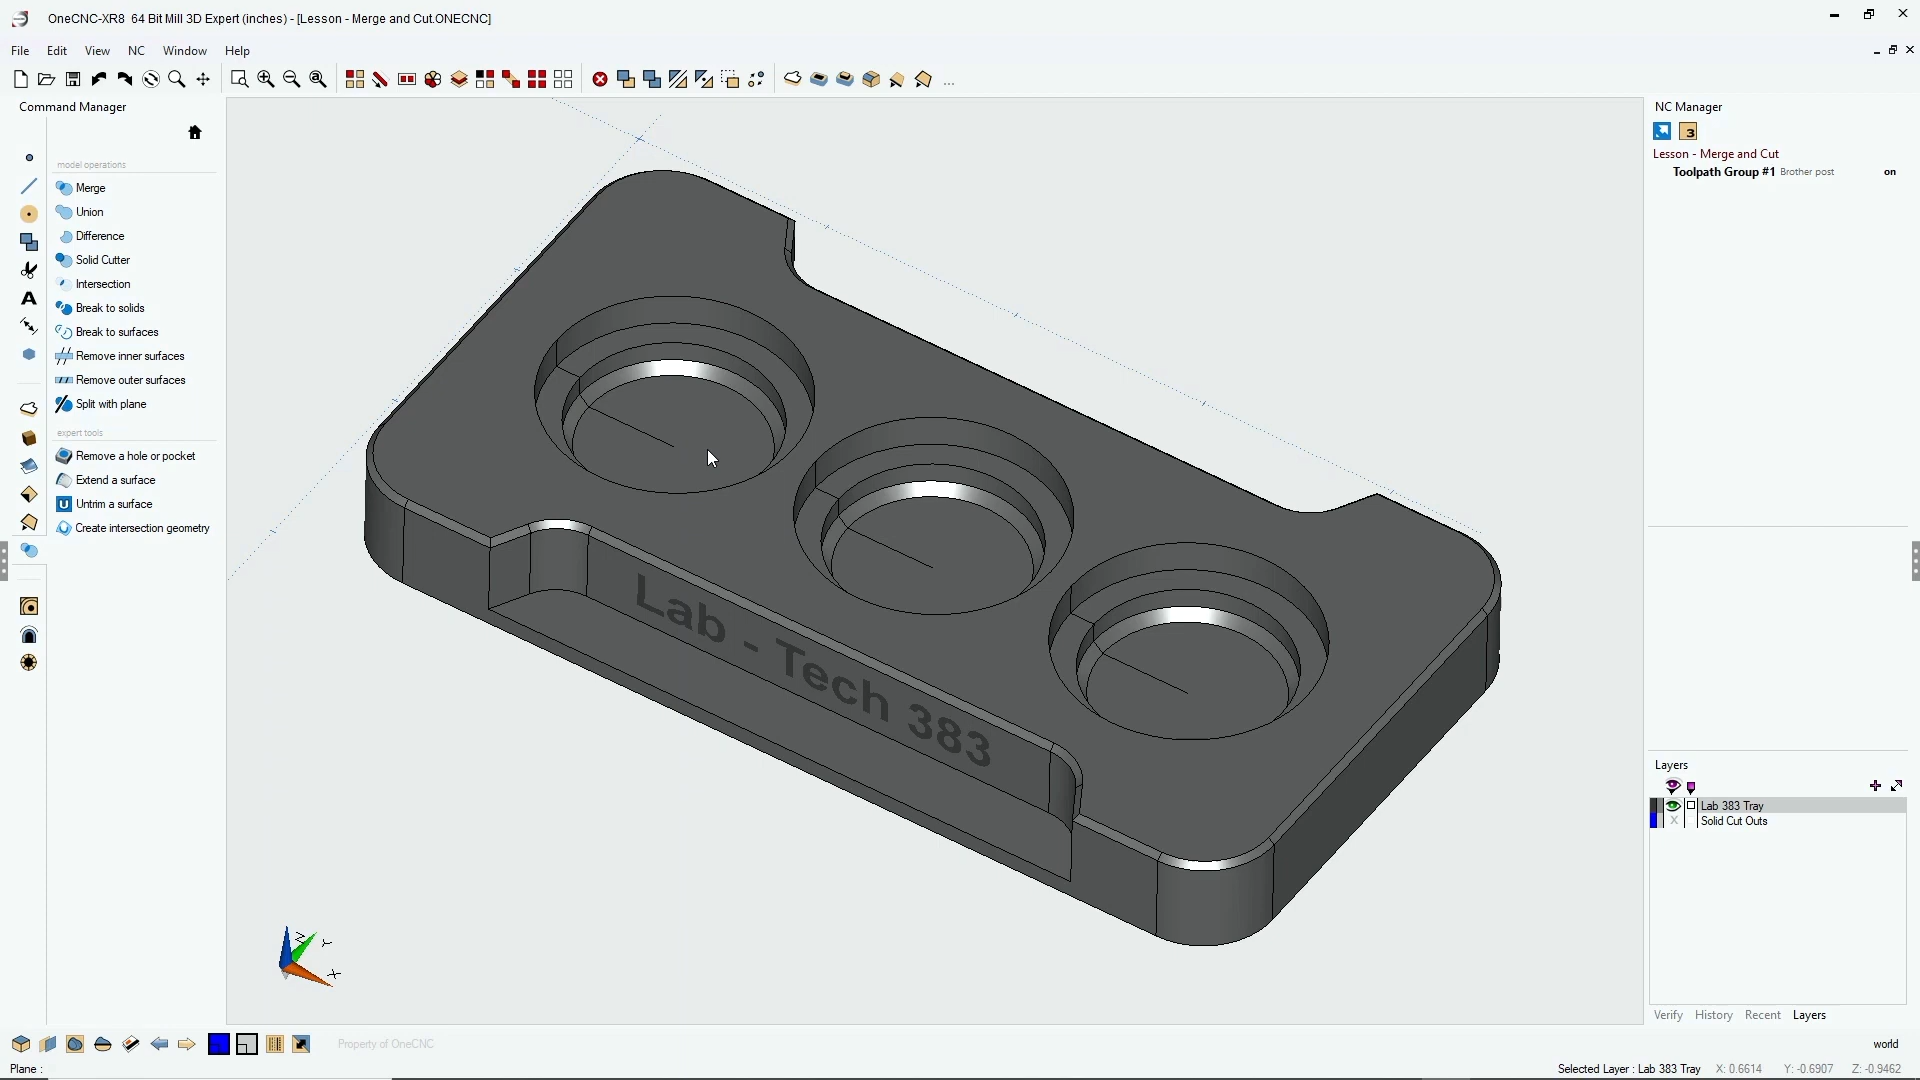 OneCNC-XR8 64 Bit Mill 3D Expert (inches) - [Lesson - Merge and Cut.ONECNC]
File Edit View NC Window Help
Command Manager
model operations
Merge
Union
Difference
Solid Cutter
Intersection
Break to solids
Break to surfaces
Remove inner surfaces
Remove outer surfaces
Split with plane
expert tools
Remove a hole or pocket
Extend a surface
Untrim a surface
Create intersection geometry
Lab - Tech 383
Z Y
X
NC Manager
3
Lesson - Merge and Cut
Toolpath Group #1 Brother post on
Layers
Lab 383 Tray
X Solid Cut Outs
Verify History Recent Layers
Property of OneCNC
world
Plane :
Selected Layer : Lab 383 Tray X: 0.6614 Y: -0.6907 Z: -0.9462